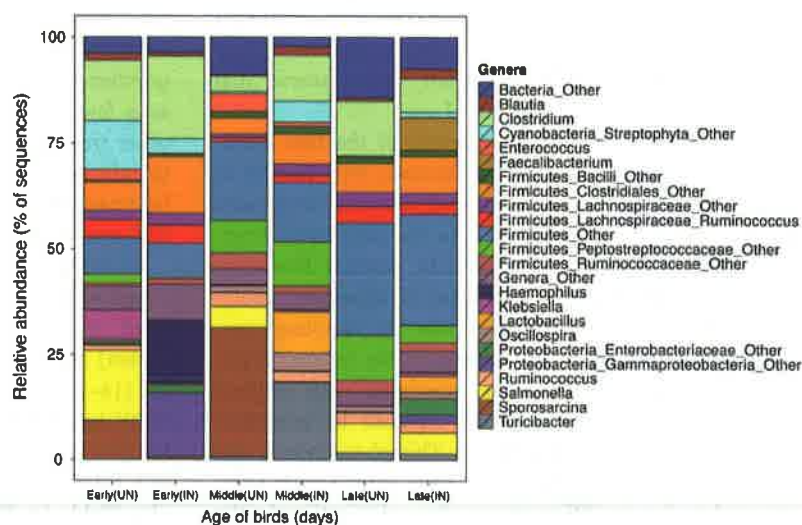 100
75
50
25
0
Relative abundance (% of sequences)
Early(UN)
Early(IN)
Middle(UN)
Middle(IN)
Late(UN)
Late(IN)
Age of birds (days)
Genera
Bacteria_Other
Blautia
Clostridium
Cyanobacteria_Streptophyta_Other
Enterococcus
Faecalibacterium
Firmicutes_Bacilli_Other
Firmicutes_Clostridiales_Other
Firmicutes_Lachnospiraceae_Other
Firmicutes_Lachnospiraceae_Ruminococcus
Firmicutes_Other
Firmicutes_Peptostreptococcaceae_Other
Firmicutes_Ruminococcaceae_Other
Genera_Other
Haemophilus
Klebsiella
Lactobacillus
Oscillospira
Proteobacteria_Enterobacteriaceae_Other
Proteobacteria_Gammaproteobacteria_Other
Ruminococcus
Salmonella
Sporosarcina
Turicibacter